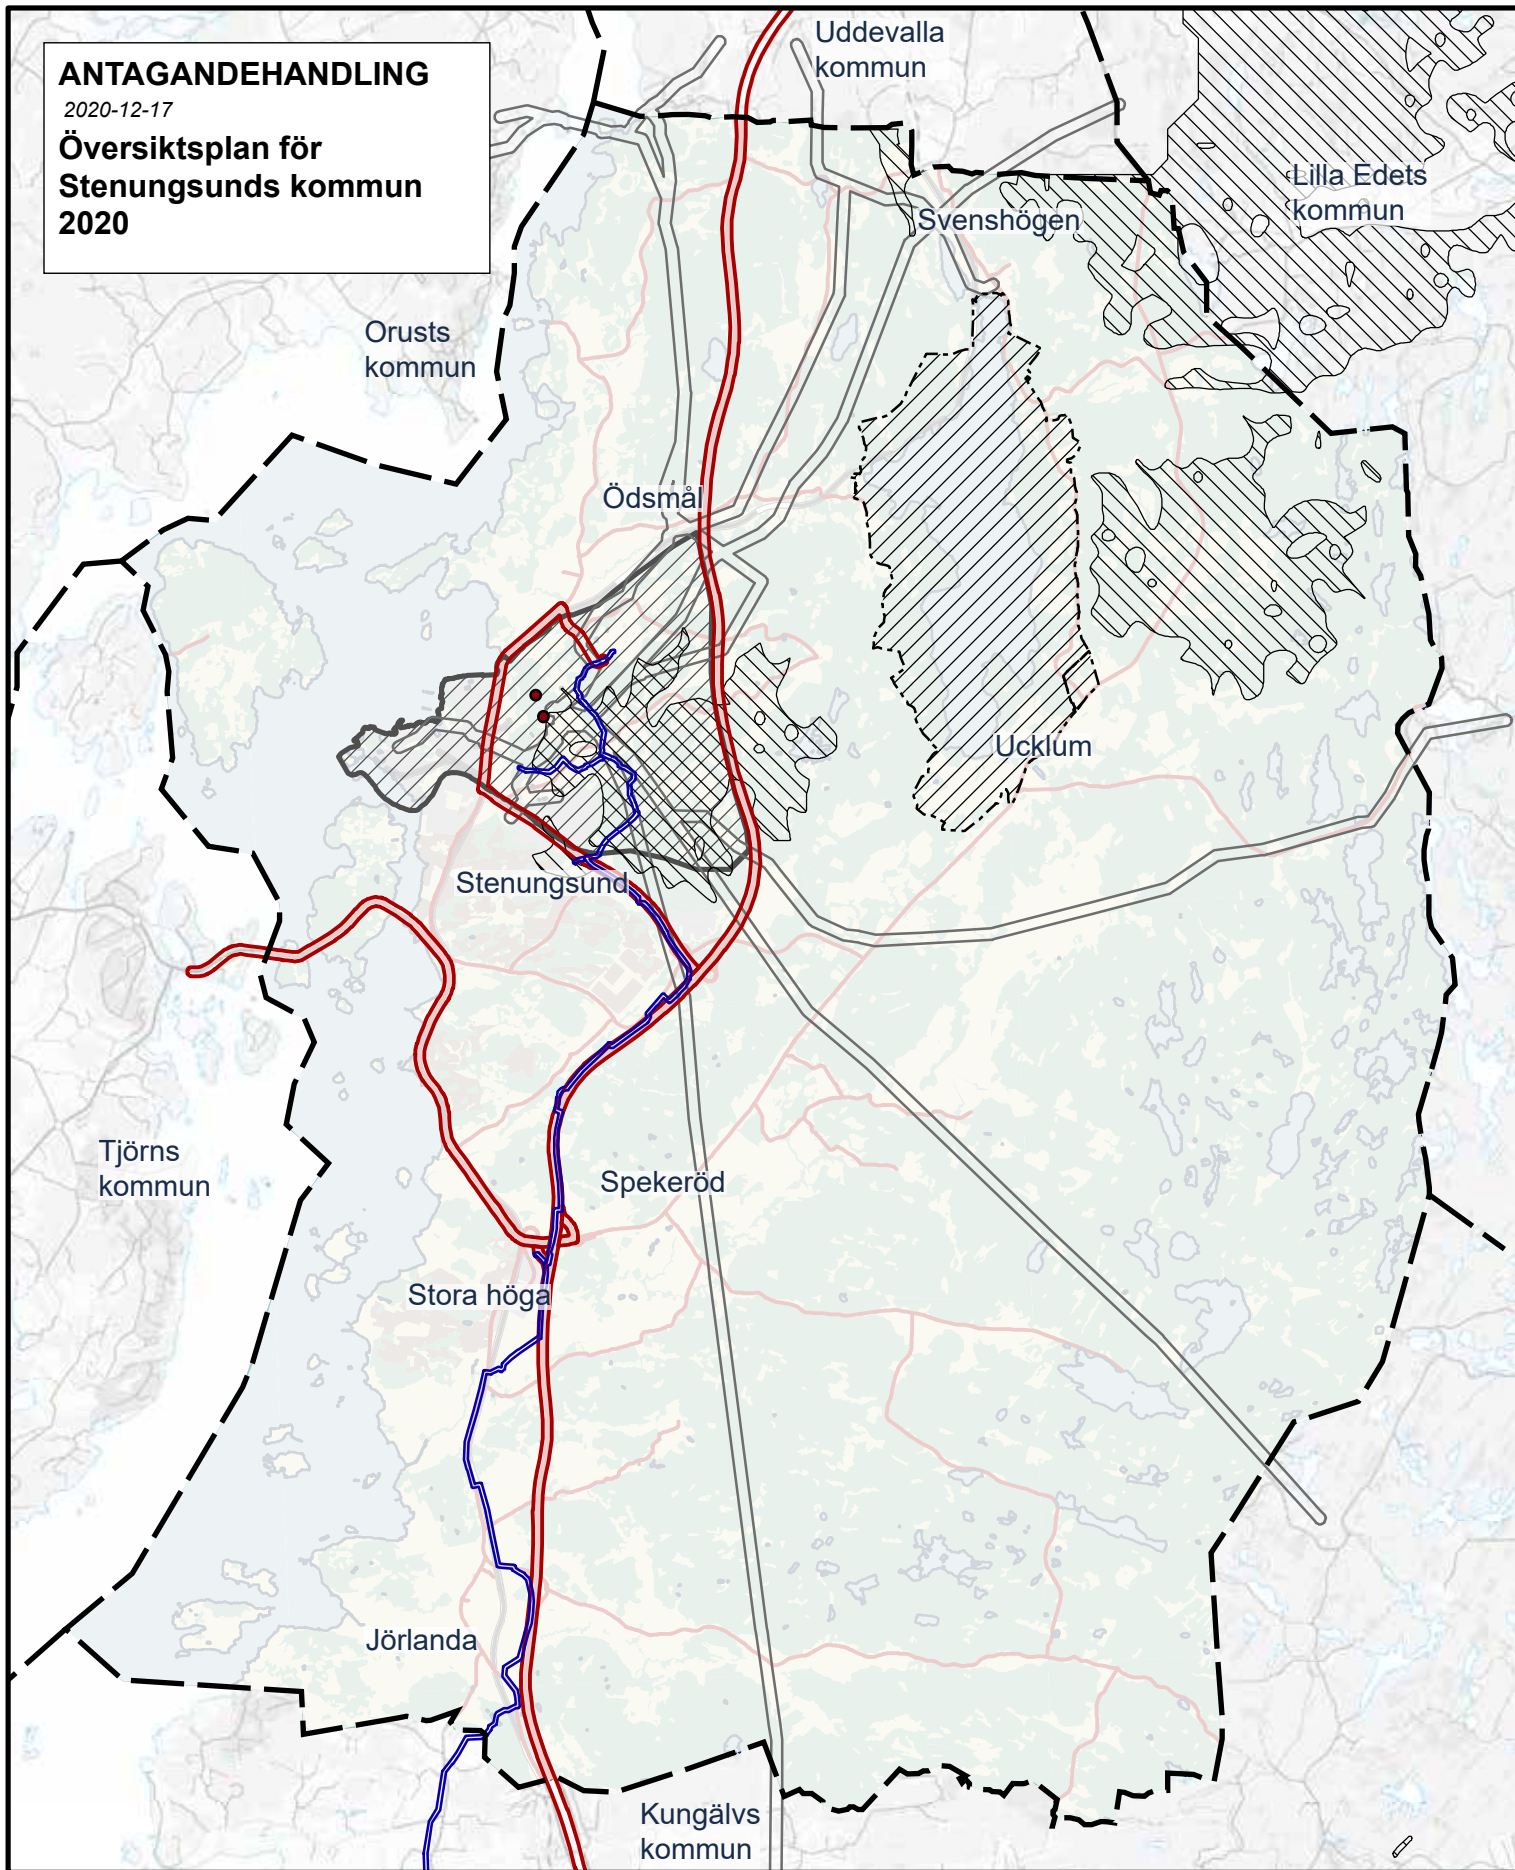 ANTAGANDEHANDLING
2020-12-17
Översiktsplan för
Stenungsunds kommun
2020
Uddevalla
kommun
Lilla Edets
kommun
Svenshögen
Orusts
kommun
Ödsmål
Ucklum
Stenungsund
Tjörns
kommun
Spekeröd
Stora höga
Jörlanda
Kungälvs
kommun